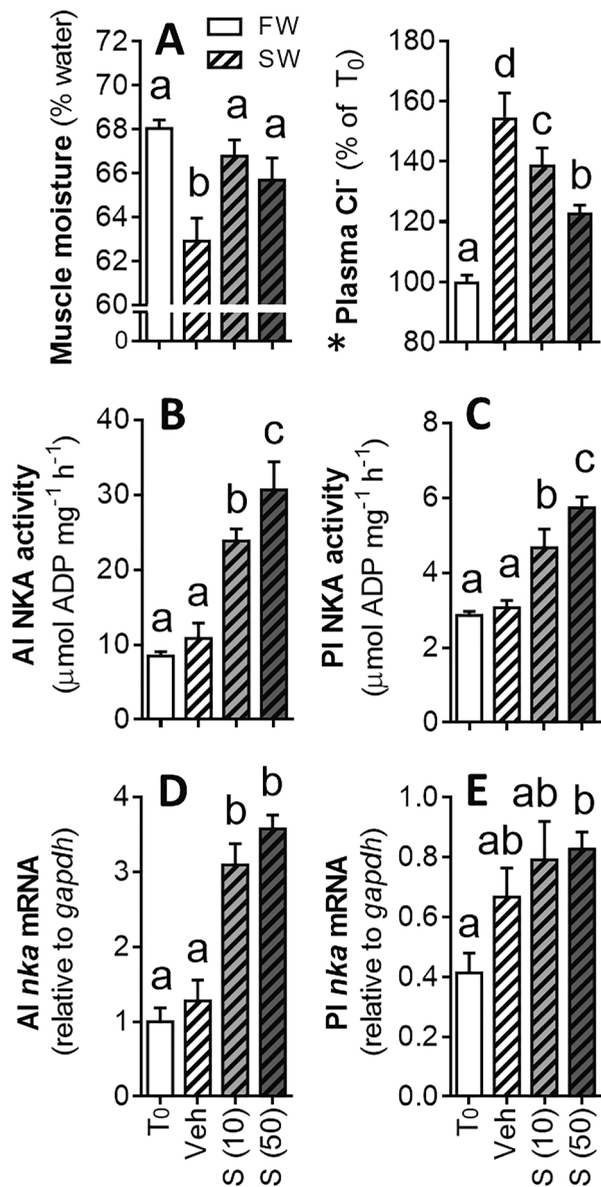 A
FW
SW
Muscle moisture (% water)
72
70
68
66
64
62
60
0
a
b
a
a
* Plasma Cl⁻ (% of T₀)
180
160
140
120
100
80
a
d
c
b
B
AI NKA activity
(μmol ADP mg⁻¹ h⁻¹)
40
30
20
10
0
a
a
b
c
C
PI NKA activity
(μmol ADP mg⁻¹ h⁻¹)
8
6
4
2
0
a
a
b
c
D
AI nka mRNA
(relative to gapdh)
4
3
2
1
0
a
a
b
b
T₀
Veh
S (10)
S (50)
E
PI nka mRNA
(relative to gapdh)
1.0
0.8
0.6
0.4
0.2
0.0
a
ab
ab
b
T₀
Veh
S (10)
S (50)